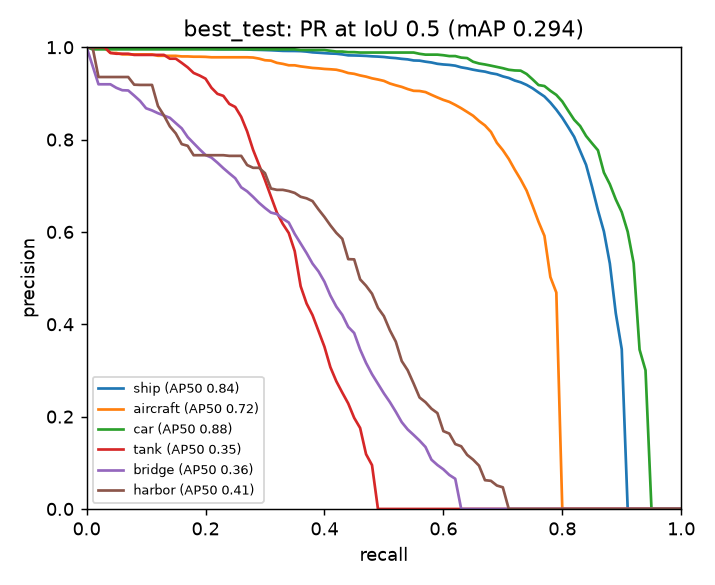 best_test: PR at IoU 0.5 (mAP 0.294)
precision
1.0
0.8
0.6
0.4
0.2
0.0
ship (AP50 0.84)
aircraft (AP50 0.72)
car (AP50 0.88)
tank (AP50 0.35)
bridge (AP50 0.36)
harbor (AP50 0.41)
0.0 0.2 0.4 0.6 0.8 1.0
recall